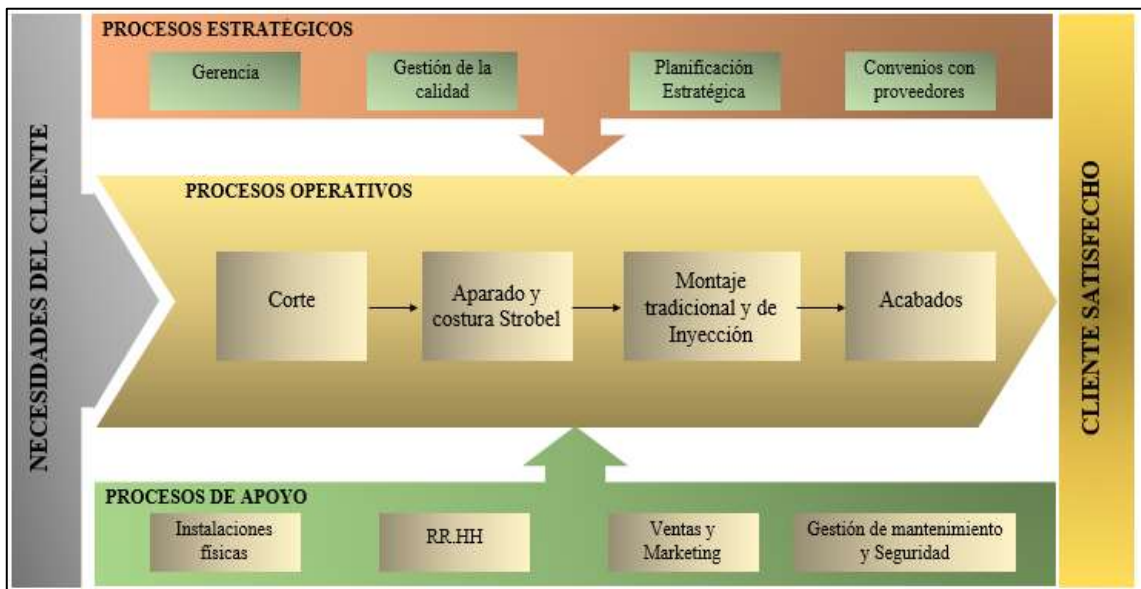 NECESIDADES DEL CLIENTE
PROCESOS ESTRATÉGICOS
Gerencia
Gestión de la
calidad
Planificación
Estratégica
Convenios con
proveedores
PROCESOS OPERATIVOS
Corte
Aparado y
costura Strobel
Montaje
tradicional y de
Inyección
Acabados
PROCESOS DE APOYO
Instalaciones
físicas
RR.HH
Ventas y
Marketing
Gestión de mantenimiento
y Seguridad
CLIENTE SATISFECHO